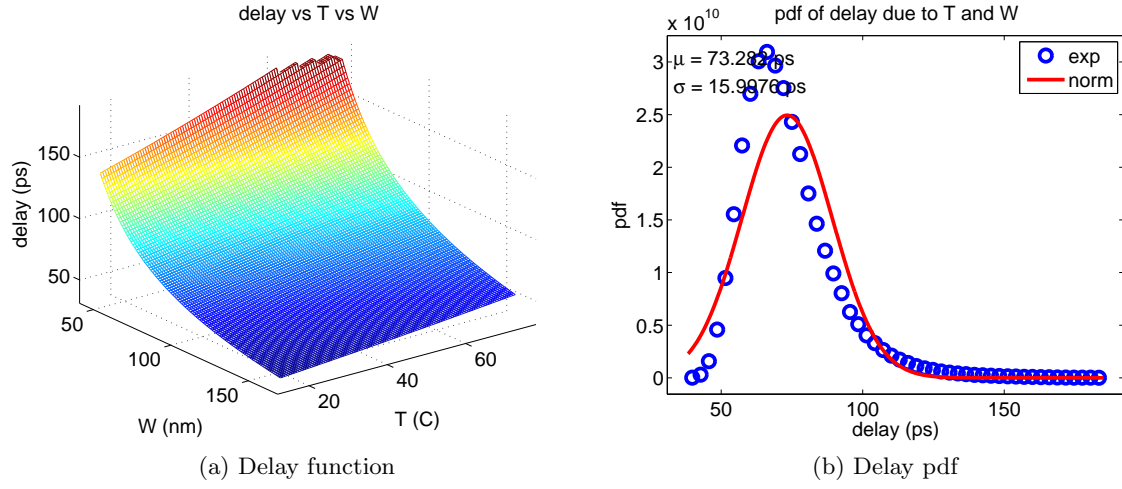 delay vs T vs W
150
100
50
delay (ps)
50
100
150
W (nm)
20
40
60
T (C)
(a) Delay function
x 10^10
pdf of delay due to T and W
μ = 73.282 ps
σ = 15.9976 ps
exp
norm
3
2.5
2
1.5
1
0.5
0
pdf
50
100
150
delay (ps)
(b) Delay pdf